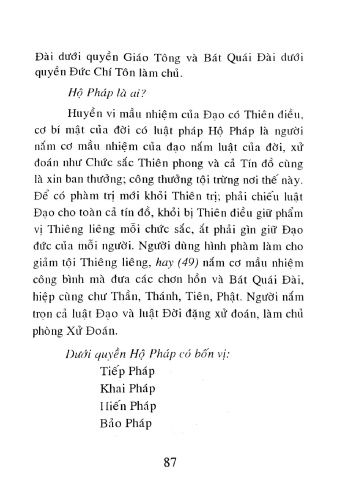 Đài dưới quyền Giáo Tông và Bát Quái Đài dưới
quyền Đức Chí Tôn làm chủ.
Hộ Pháp là ai?
Huyền vi mầu nhiệm của Đạo có Thiên điều,
cơ bí mật của đời có luật pháp Hộ Pháp là người
nắm cơ mầu nhiệm của đạo nắm luật của đời, xử
đoán như Chức sắc Thiên phong và cả Tín đồ cùng
là xin ban thưởng; công thưởng tội trừng nơi thế này.
Để có phàm trị mới khỏi Thiên trị; phải chiếu luật
Đạo cho toàn cả tín đồ, khỏi bị Thiên điều giữ phẩm
vị Thiêng liêng mỗi chức sắc, ắt phải gìn giữ Đạo
đức của mỗi người. Người dùng hình phàm làm cho
giảm tội Thiêng liêng, hay (49) nắm cơ mầu nhiệm
công bình mà đưa các chơn hồn và Bát Quái Đài,
hiệp cùng chư Thần, Thánh, Tiên, Phật. Người nắm
trọn cả luật Đạo và luật Đời đặng xử đoán, làm chủ
phòng Xử Đoán.
Dưới quyền Hộ Pháp có bốn vị:
Tiếp Pháp
Khai Pháp
Hiến Pháp
Bảo Pháp
87